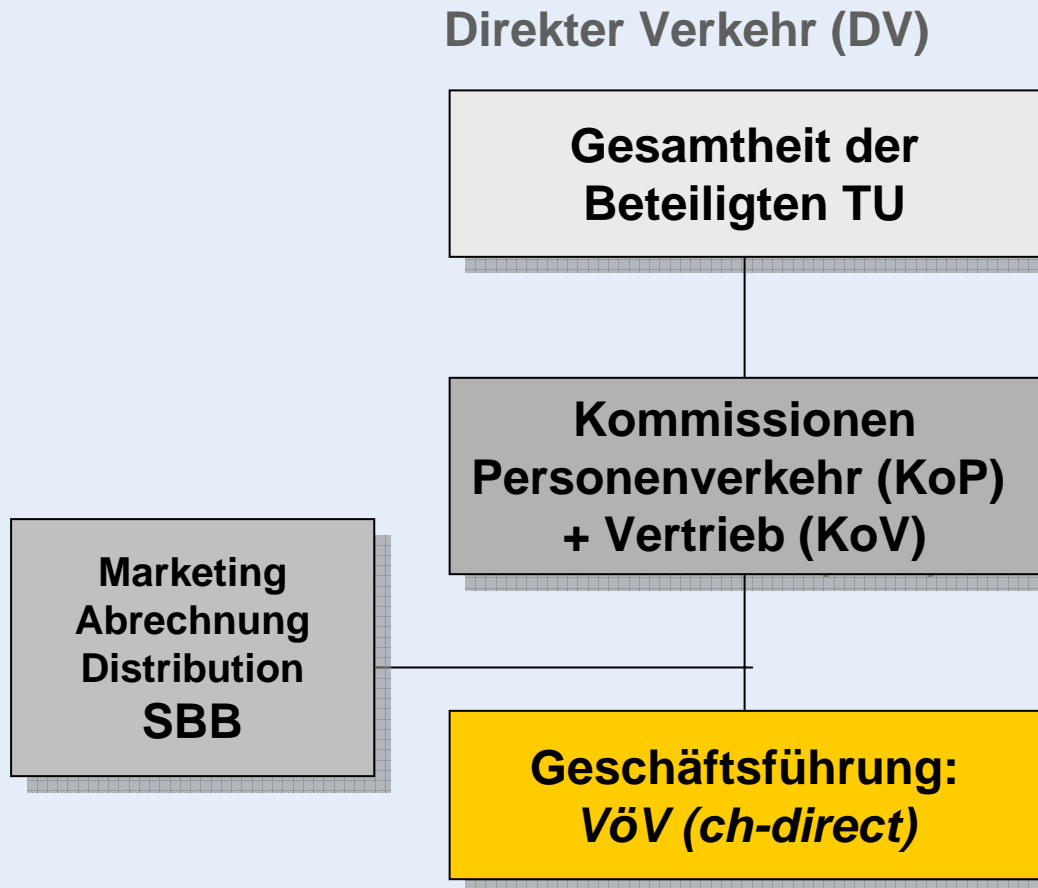 Direkter Verkehr (DV)
Gesamtheit der
Beteiligten TU
Kommissionen
Personenverkehr (KoP)
+ Vertrieb (KoV)
Marketing
Abrechnung
Distribution
SBB
Geschäftsführung:
VöV (ch-direct)